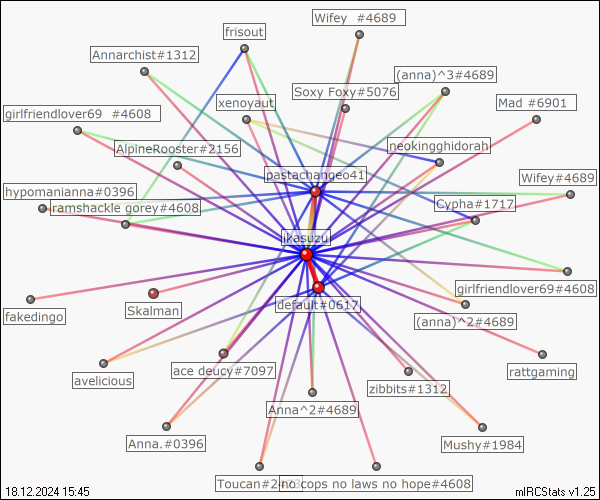 Wifey #4689
frisout
Annarchist#1312
(anna)^3#4689
Soxy Foxy#5076
xenoyaut
Mad #6901
girlfriendlover69 #4608
AlpineRooster#2156
neokingghidorah
pastachangeo41
hypomanianna#0396
Wifey#4689
ramshackle gorey#4608
Cypha#1717
jikasuzuj
girlfriendlover69#4608
default#0617
Skalman
fakedingo
(anna)^2#4689
ace deucy#7097
rattgaming
avelicious
zibbits#1312
Anna^2#4689
Anna.#0396
Mushy#1984
no cops no laws no hope#4608
18.12.2024 15:45
mIRCStats v1.25